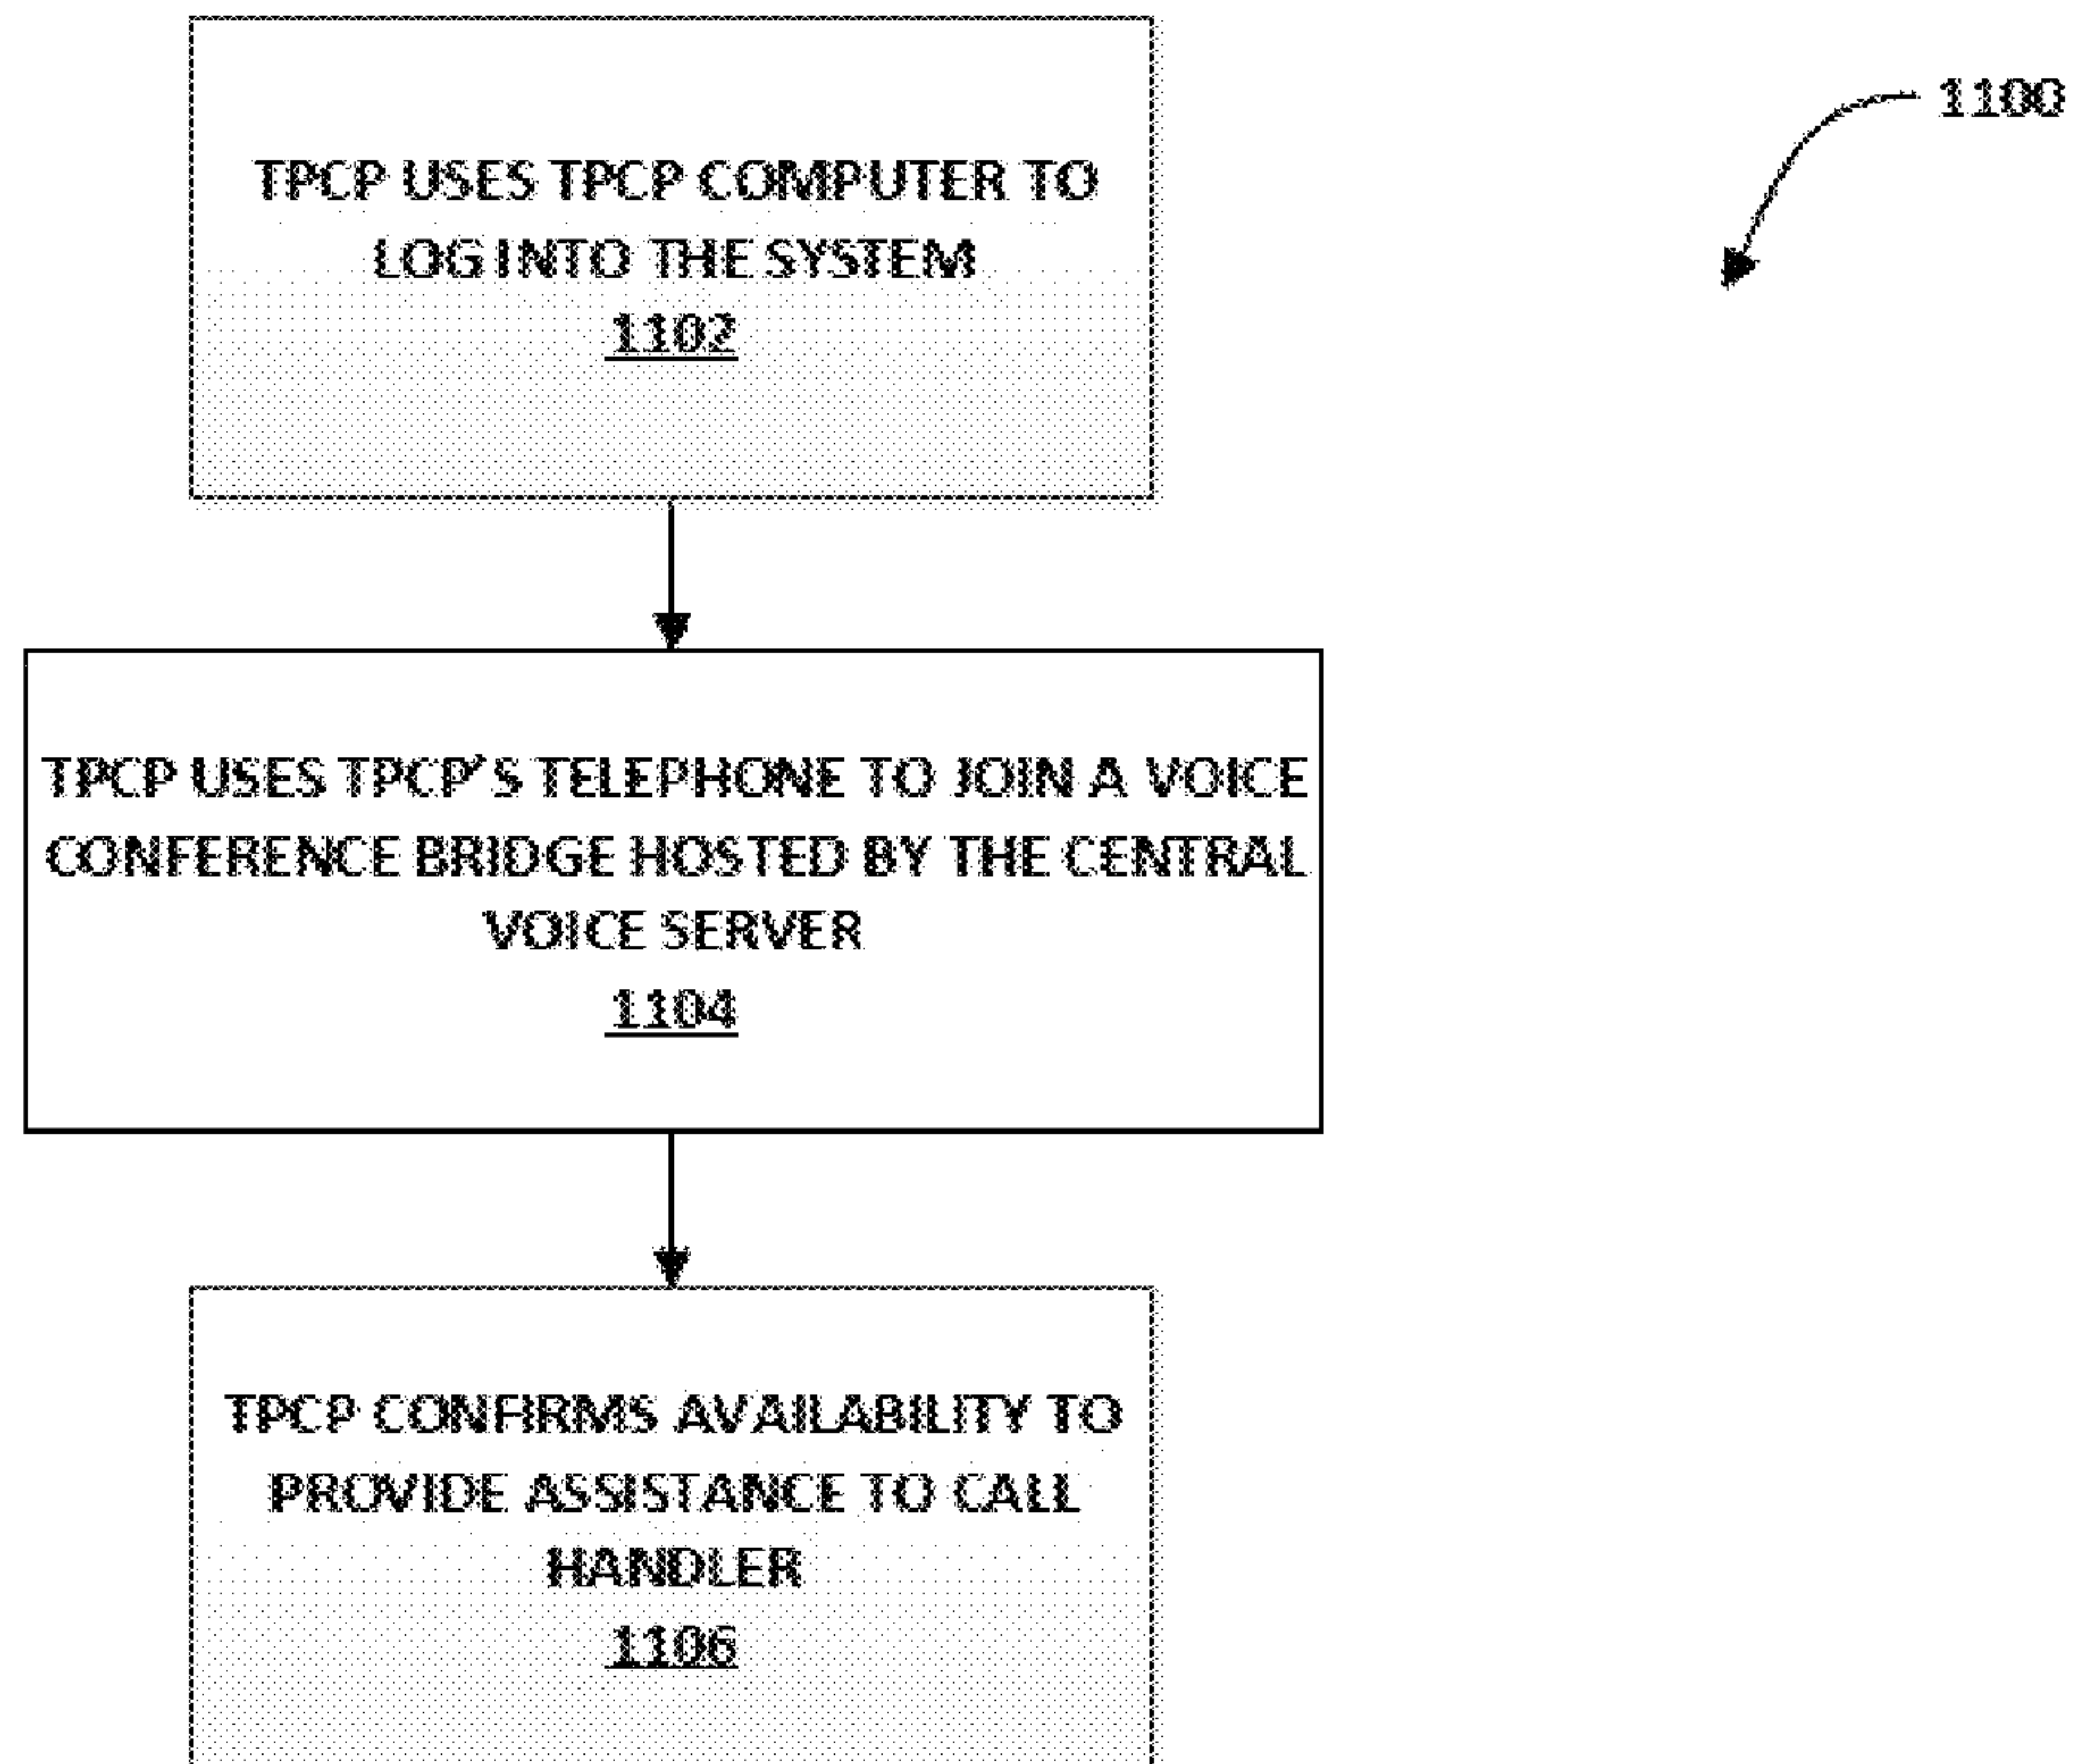 TPCP USES TPCP COMPUTER TO
LOG INTO THE SYSTEM
1102
1100
TPCP USES TPCP'S TELEPHONE TO JOIN A VOICE
CONFERENCE BRIDGE HOSTED BY THE CENTRAL
VOICE SERVER
1104
TPCP CONFIRMS AVAILABILITY TO
PROVIDE ASSISTANCE TO CALL
HANDLER
1106